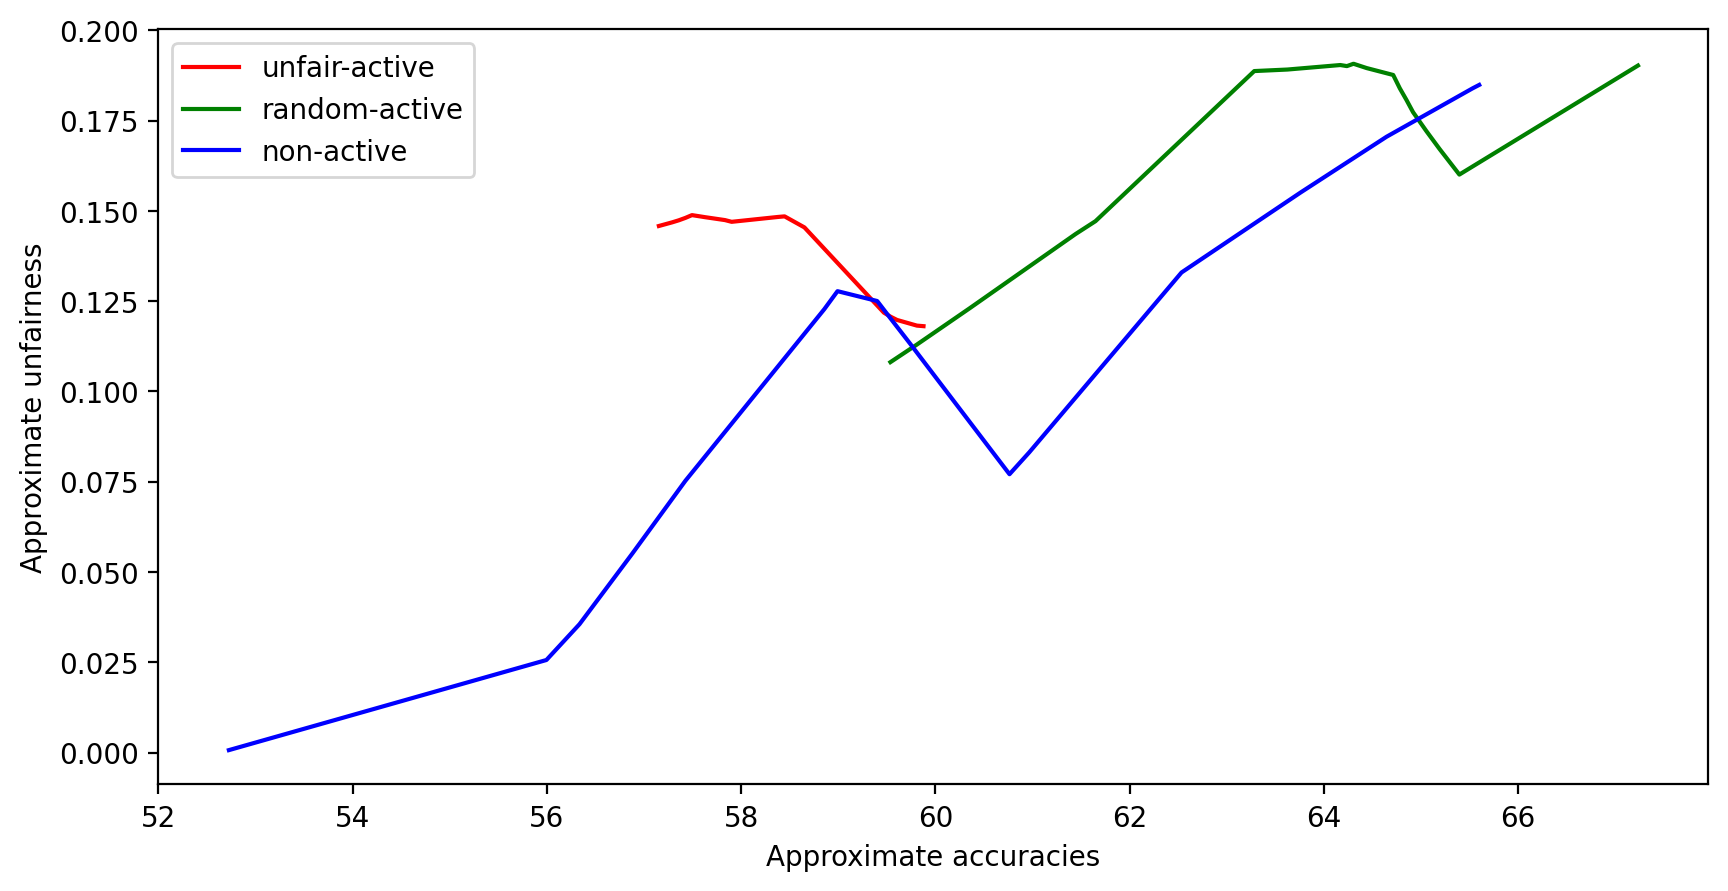 0.200
0.175
0.150
0.125
0.100
0.075
0.050
0.025
0.000
Approximate unfairness
unfair-active
random-active
non-active
52 54 56 58 60 62 64 66
Approximate accuracies